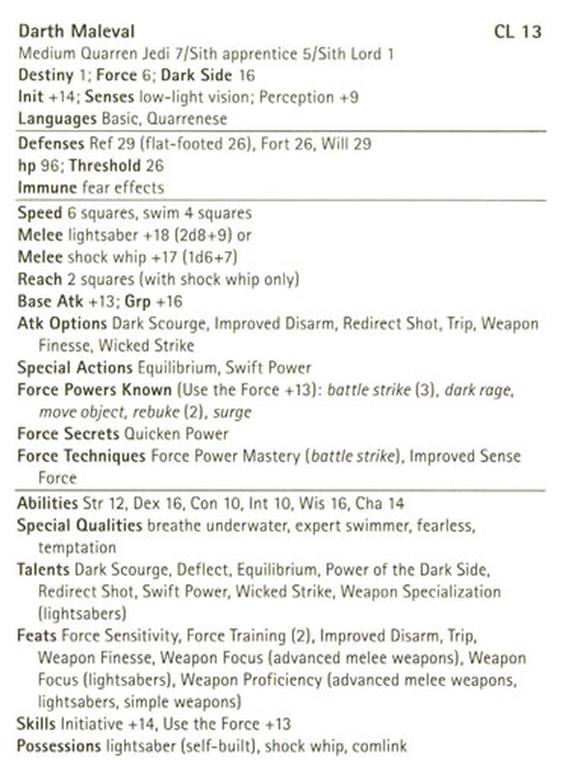 Darth Maleval CL 13
Medium Quarren Jedi 7/Sith apprentice 5/Sith Lord 1
Destiny 1; Force 6; Dark Side 16
Init +14; Senses low-light vision; Perception +9
Languages Basic, Quarrenese
Defenses Ref 29 (flat-footed 26), Fort 26, Will 29
hp 96; Threshold 26
Immune fear effects
Speed 6 squares, swim 4 squares
Melee lightsaber +18 (2d8+9) or
Melee shock whip +17 (1d6+7)
Reach 2 squares (with shock whip only)
Base Atk +13; Grp +16
Atk Options Dark Scourge, Improved Disarm, Redirect Shot, Trip, Weapon
Finesse, Wicked Strike
Special Actions Equilibrium, Swift Power
Force Powers Known (Use the Force +13): battle strike (3), dark rage,
move object, rebuke (2), surge
Force Secrets Quicken Power
Force Techniques Force Power Mastery (battle strike), Improved Sense
Force
Abilities Str 12, Dex 16, Con 10, Int 10, Wis 16, Cha 14
Special Qualities breathe underwater, expert swimmer, fearless,
temptation
Talents Dark Scourge, Deflect, Equilibrium, Power of the Dark Side,
Redirect Shot, Swift Power, Wicked Strike, Weapon Specialization
(lightsabers)
Feats Force Sensitivity, Force Training (2), Improved Disarm, Trip,
Weapon Finesse, Weapon Focus (advanced melee weapons), Weapon
Focus (lightsabers), Weapon Proficiency (advanced melee weapons,
lightsabers, simple weapons)
Skills Initiative +14, Use the Force +13
Possessions lightsaber (self-built), shock whip, comlink